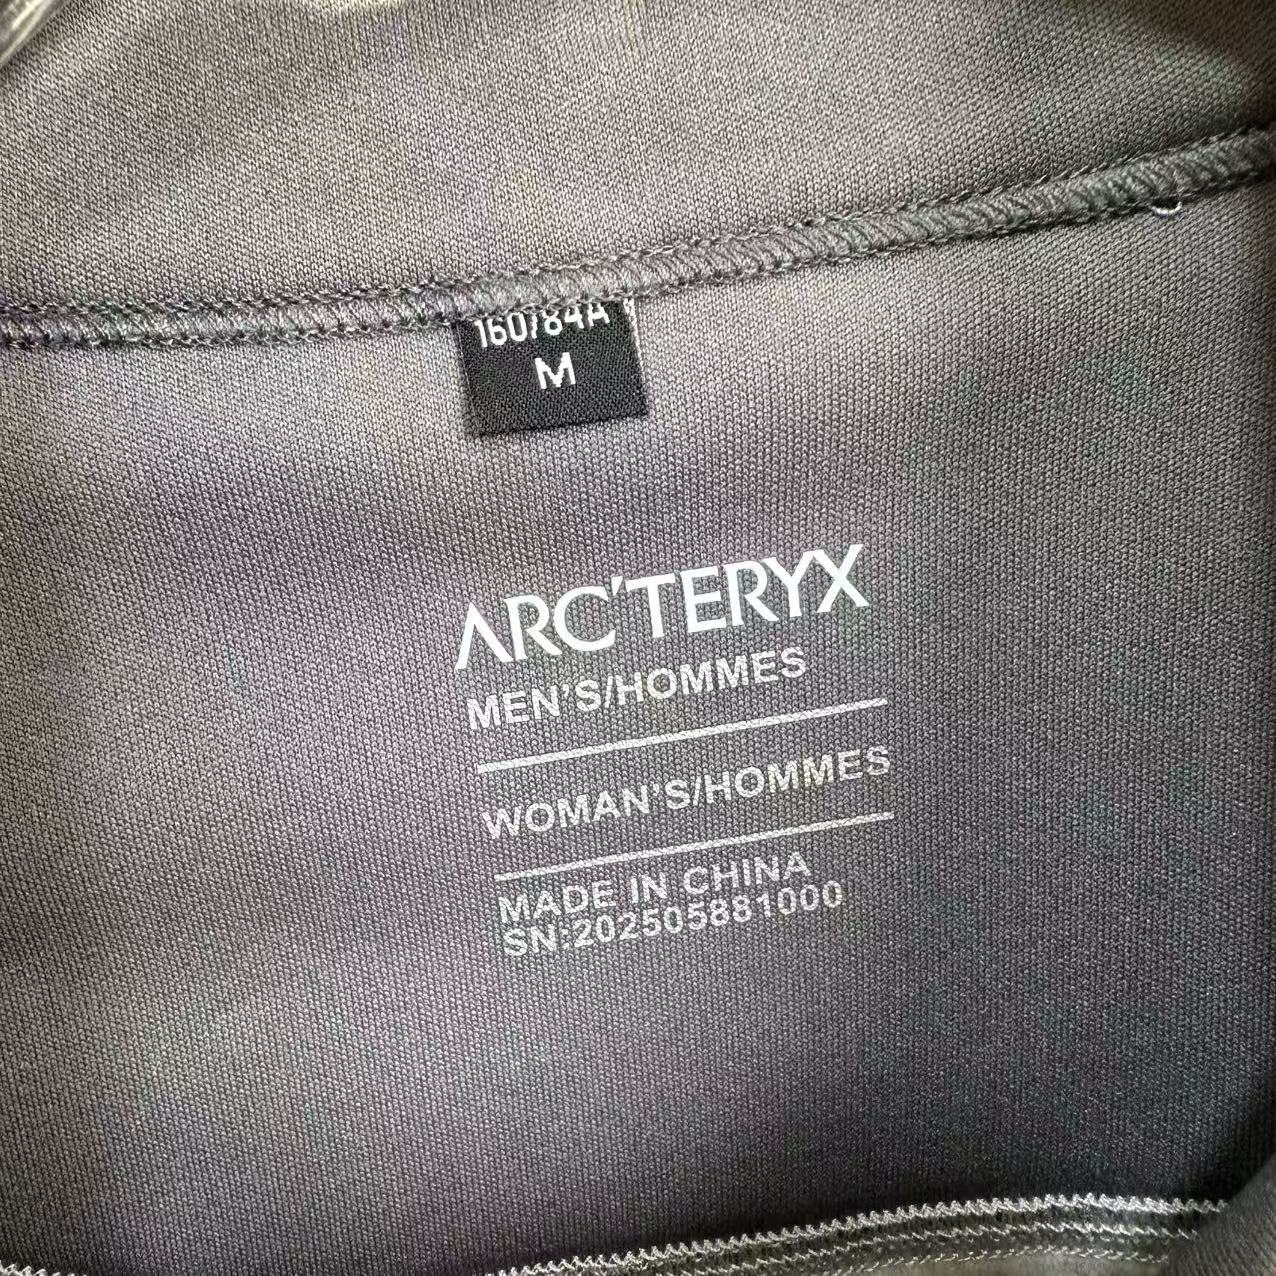 160/84A
M
ARC'TERYX
MEN'S/HOMMES
WOMAN'S/HOMMES
MADE IN CHINA
SN:202505881000